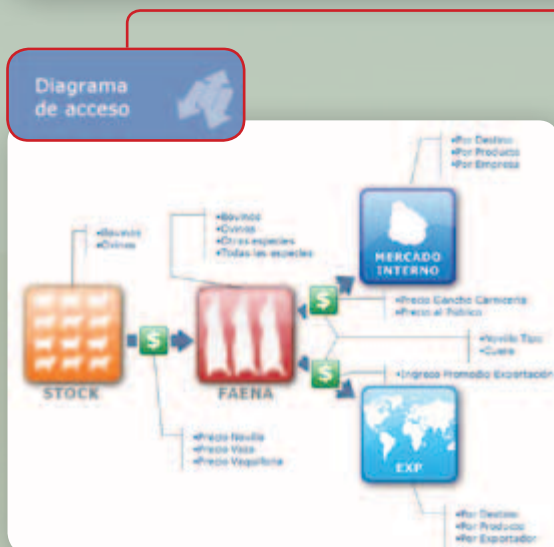 Diagrama
de acceso
•Por Destino
•Por Producto
•Por Empresa
•Bovinos
•Ovinos
•Bovinos
•Ovinos
•Otras especies
•Todas las especies
MERCADO
INTERNO
$
•Precio Gancho Carnicería
•Precio al Público
$
•Novillo Tipo
•Cuero
STOCK
FAENA
$
•Ingreso Promedio Exportación
•Precio Novillo
•Precio Vaca
•Precio Vaquillona
EXP
•Por Destino
•Por Producto
•Por Exportador